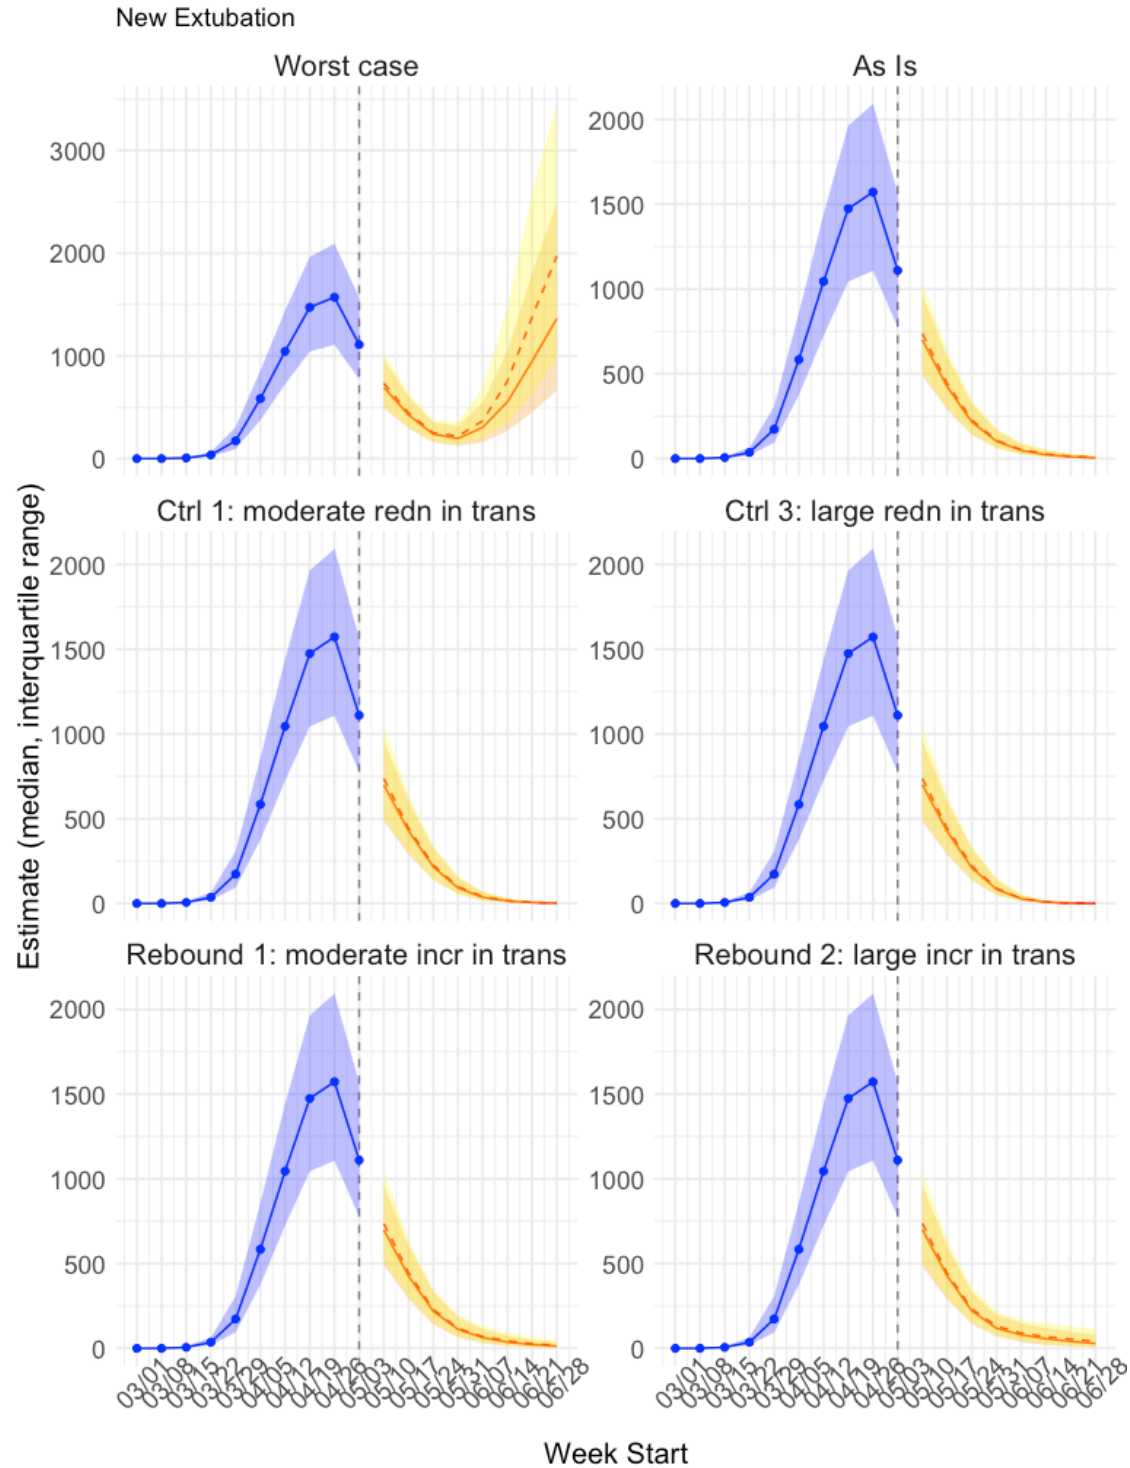 New Extubation
Worst case
As Is
3000
2000
1000
0
2000
1500
1000
500
0
Ctrl 1: moderate redn in trans
Ctrl 3: large redn in trans
2000
1500
1000
500
0
2000
1500
1000
500
0
Estimate (median, interquartile range)
Rebound 1: moderate incr in trans
Rebound 2: large incr in trans
2000
1500
1000
500
0
2000
1500
1000
500
0
03/01 03/08 03/15 03/22 03/29 04/05 04/12 04/19 04/26 05/03 05/10 05/17 05/24 05/31 06/07 06/14 06/21 06/28
03/01 03/08 03/15 03/22 03/29 04/05 04/12 04/19 04/26 05/03 05/10 05/17 05/24 05/31 06/07 06/14 06/21 06/28
Week Start